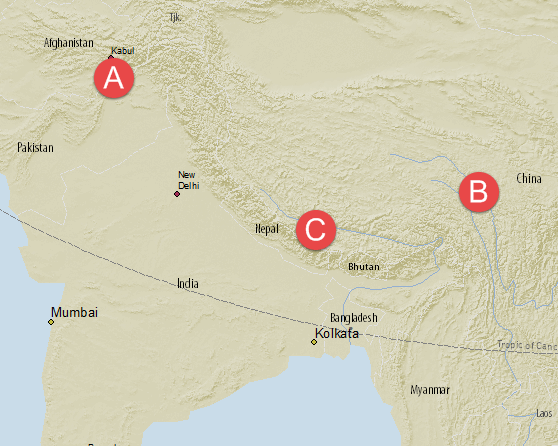 Tjk.
Afghanistan
Kabul
A
Pakistan
China
New
Delhi
B
Nepal
C
Bhutan
India
Mumbai
Bangladesh
Kolkata
Tropic of Canc
Myanmar
Laos